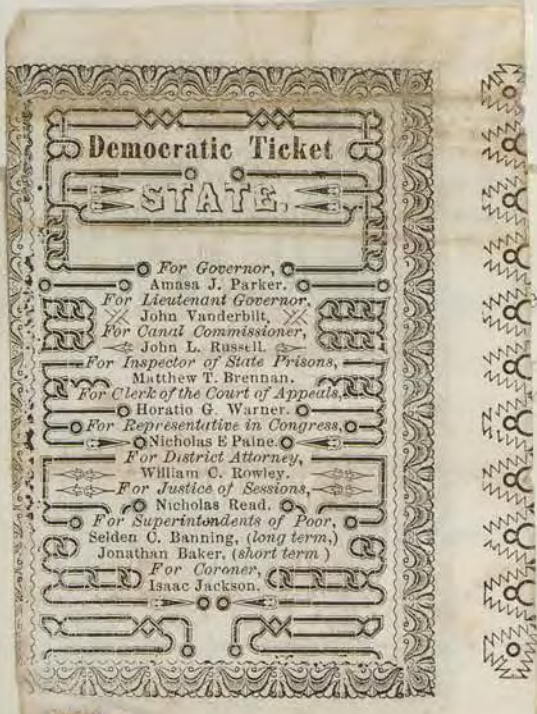 Democratic Ticket
STATE.
For Governor,
Amasa J. Parker.
For Lieutenant Governor,
John Vanderbilt,
For Canal Commissioner,
John L. Russell.
For Inspector of State Prisons,
Matthew T. Brennan.
For Clerk of the Court of Appeals,
Horatio G. Warner.
For Representative in Congress,
Nicholas E Paine.
For District Attorney,
William C. Rowley.
For Justice of Sessions,
Nicholas Read.
For Superintendents of Poor,
Selden C. Banning, (long term,)
Jonathan Baker, (short term )
For Coroner,
Isaac Jackson.